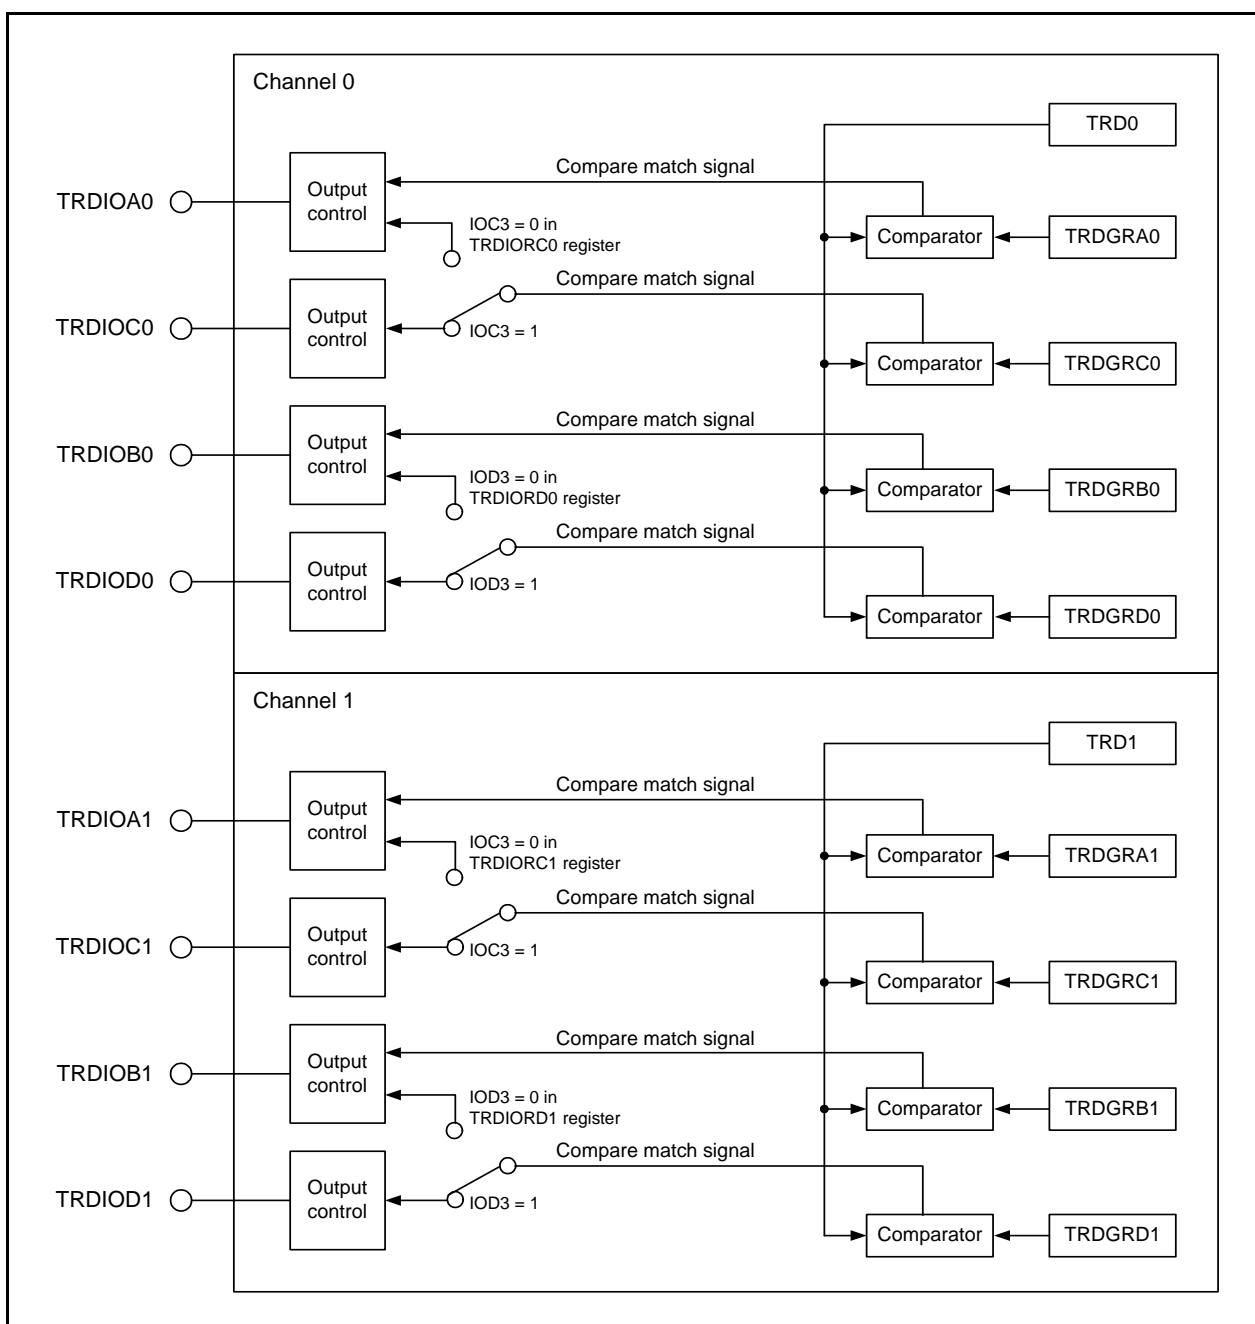 Channel 0
TRD0
Compare match signal
TRDIOA0
Output
control
IOC3 = 0 in
TRDIORC0 register
Comparator
TRDGRA0
Compare match signal
TRDIOC0
Output
control
IOC3 = 1
Comparator
TRDGRC0
Compare match signal
TRDIOB0
Output
control
IOD3 = 0 in
TRDIORD0 register
Comparator
TRDGRB0
Compare match signal
TRDIOD0
Output
control
IOD3 = 1
Comparator
TRDGRD0
Channel 1
TRD1
Compare match signal
TRDIOA1
Output
control
IOC3 = 0 in
TRDIORC1 register
Comparator
TRDGRA1
Compare match signal
TRDIOC1
Output
control
IOC3 = 1
Comparator
TRDGRC1
Compare match signal
TRDIOB1
Output
control
IOD3 = 0 in
TRDIORD1 register
Comparator
TRDGRB1
Compare match signal
TRDIOD1
Output
control
IOD3 = 1
Comparator
TRDGRD1